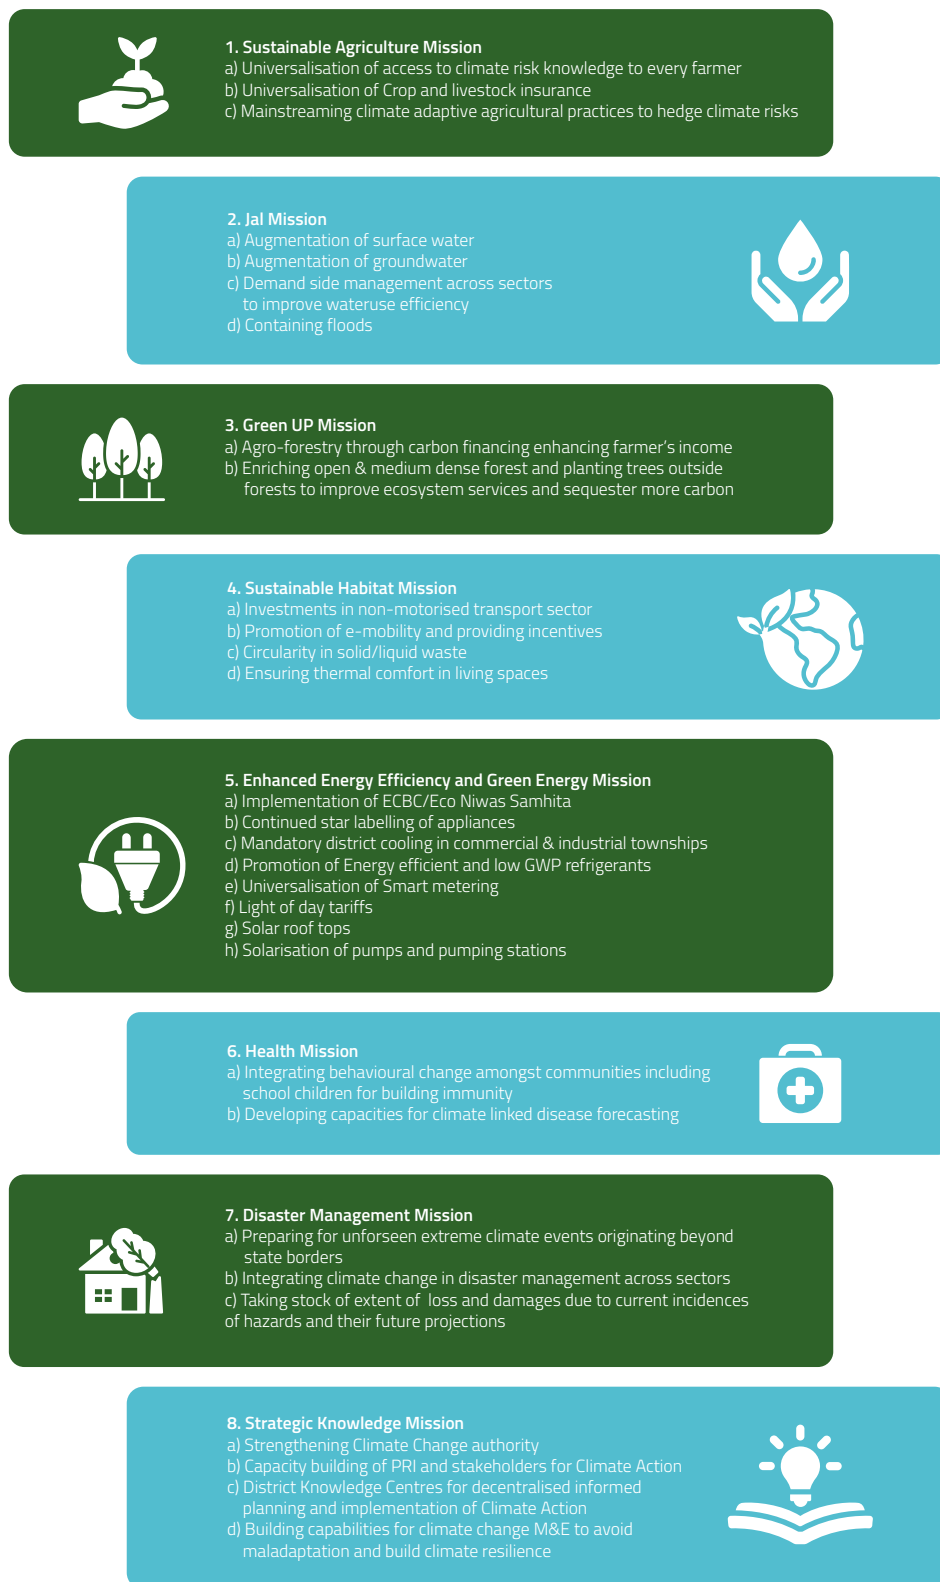 1. Sustainable Agriculture Mission
a) Universalisation of access to climate risk knowledge to every farmer
b) Universalisation of Crop and livestock insurance
c) Mainstreaming climate adaptive agricultural practices to hedge climate risks
2. Jal Mission
a) Augmentation of surface water
b) Augmentation of groundwater
c) Demand side management across sectors
to improve wateruse efficiency
d) Containing floods
3. Green UP Mission
a) Agro-forestry through carbon financing enhancing farmer's income
b) Enriching open & medium dense forest and planting trees outside
forests to improve ecosystem services and sequester more carbon
4. Sustainable Habitat Mission
a) Investments in non-motorised transport sector
b) Promotion of e-mobility and providing incentives
c) Circularity in solid/liquid waste
d) Ensuring thermal comfort in living spaces
5. Enhanced Energy Efficiency and Green Energy Mission
a) Implementation of ECBC/Eco Niwas Samhita
b) Continued star labelling of appliances
c) Mandatory district cooling in commercial & industrial townships
d) Promotion of Energy efficient and low GWP refrigerants
e) Universalisation of Smart metering
f) Light of day tariffs
g) Solar roof tops
h) Solarisation of pumps and pumping stations
6. Health Mission
a) Integrating behavioural change amongst communities including
school children for building immunity
b) Developing capacities for climate linked disease forecasting
7. Disaster Management Mission
a) Preparing for unforseen extreme climate events originating beyond
state borders
b) Integrating climate change in disaster management across sectors
c) Taking stock of extent of loss and damages due to current incidences
of hazards and their future projections
8. Strategic Knowledge Mission
a) Strengthening Climate Change authority
b) Capacity building of PRI and stakeholders for Climate Action
c) District Knowledge Centres for decentralised informed
planning and implementation of Climate Action
d) Building capabilities for climate change M&E to avoid
maladaptation and build climate resilience